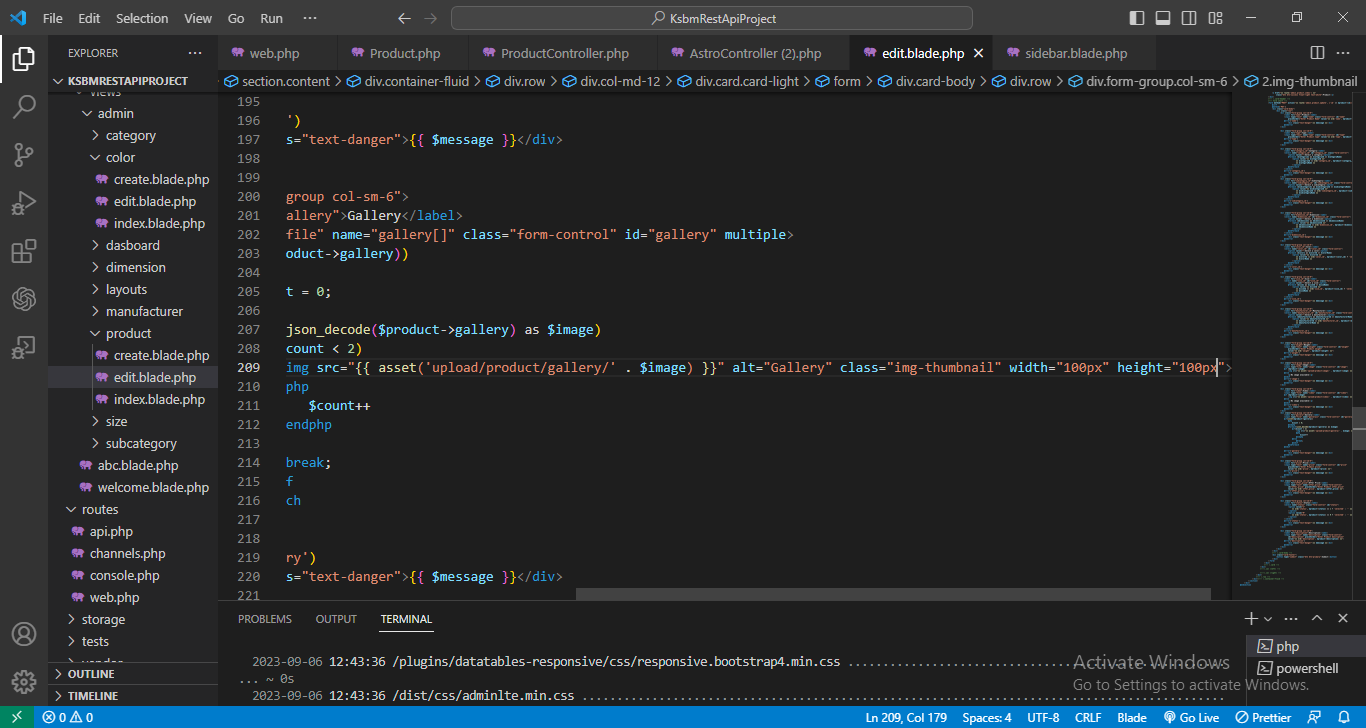 File Edit Selection View Go Run ··· KsbmRestApiProject
EXPLORER ···
web.php Product.php ProductController.php AstroController (2).php edit.blade.php sidebar.blade.php ···
section.content > div.container-fluid > div.row > div.col-md-12 > div.card.card-light > form > div.card-body > div.row > div.form-group.col-sm-6 > 2.img-thumbnail
KSBMRESTAPIPROJECT
views
admin
category
color
create.blade.php
edit.blade.php
index.blade.php
dasboard
dimension
layouts
manufacturer
product
create.blade.php
edit.blade.php
index.blade.php
size
subcategory
abc.blade.php
welcome.blade.php
routes
api.php
channels.php
console.php
web.php
storage
tests
vendor
OUTLINE
TIMELINE
195
196 ')
197 s="text-danger">{{ $message }}</div>
198
199
200 group col-sm-6">
201 allery">Gallery</label>
202 file" name="gallery[]" class="form-control" id="gallery" multiple>
203 oduct->gallery))
204
205 t = 0;
206
207 json_decode($product->gallery) as $image)
208 count < 2)
209 img src="{{ asset('upload/product/gallery/' . $image) }}" alt="Gallery" class="img-thumbnail" width="100px" height="100px">
210 php
211 $count++
212 endphp
213
214 break;
215 f
216 ch
217
218
219 ry')
220 s="text-danger">{{ $message }}</div>
221
PROBLEMS OUTPUT TERMINAL ···
2023-09-06 12:43:36 /plugins/datatables-responsive/css/responsive.bootstrap4.min.css ..................................................
... ~ 0s
2023-09-06 12:43:36 /dist/css/adminlte.min.css ..................................................
php
powershell
Activate Windows
Go to Settings to activate Windows.
0 0 Ln 209, Col 179 Spaces: 4 UTF-8 CRLF Blade Go Live Prettier